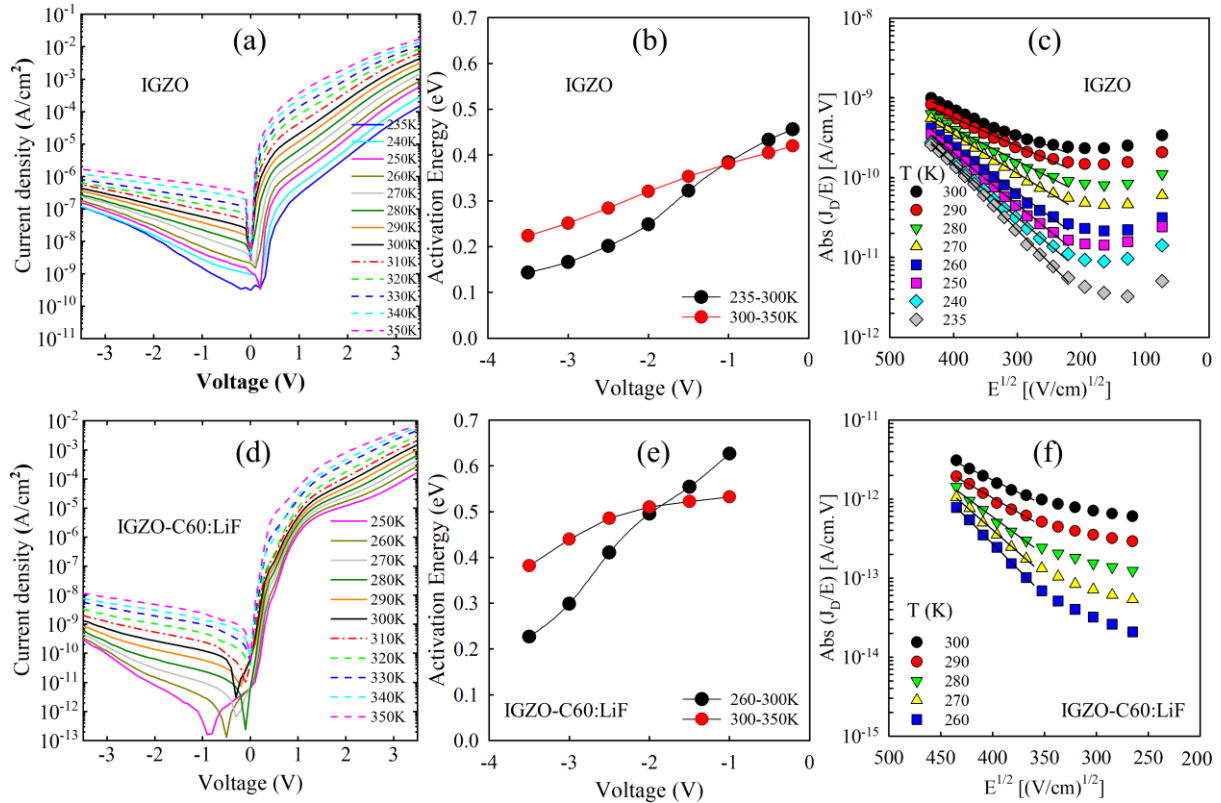 (a)
IGZO
Current density (A/cm²)
10⁻¹
10⁻²
10⁻³
10⁻⁴
10⁻⁵
10⁻⁶
10⁻⁷
10⁻⁸
10⁻⁹
10⁻¹⁰
10⁻¹¹
235K
240K
250K
260K
270K
280K
290K
300K
310K
320K
330K
340K
350K
-3 -2 -1 0 1 2 3
Voltage (V)
(b)
IGZO
Activation Energy (eV)
0.7
0.6
0.5
0.4
0.3
0.2
0.1
0.0
235-300K
300-350K
-4 -3 -2 -1 0
Voltage (V)
(c)
IGZO
Abs (J_D/E) [A/cm.V]
10⁻⁸
10⁻⁹
10⁻¹⁰
10⁻¹¹
10⁻¹²
T (K)
300
290
280
270
260
250
240
235
500 400 300 200 100 0
E^1/2 [(V/cm)^1/2]
(d)
IGZO-C60:LiF
Current density (A/cm²)
10⁻²
10⁻³
10⁻⁴
10⁻⁵
10⁻⁶
10⁻⁷
10⁻⁸
10⁻⁹
10⁻¹⁰
10⁻¹¹
10⁻¹²
10⁻¹³
250K
260K
270K
280K
290K
300K
310K
320K
330K
340K
350K
-3 -2 -1 0 1 2 3
Voltage (V)
(e)
Activation Energy (eV)
0.7
0.6
0.5
0.4
0.3
0.2
0.1
0.0
260-300K
300-350K
IGZO-C60:LiF
-4 -3 -2 -1 0
Voltage (V)
(f)
Abs (J_D/E) [A/cm.V]
10⁻¹¹
10⁻¹²
10⁻¹³
10⁻¹⁴
10⁻¹⁵
T (K)
300
290
280
270
260
IGZO-C60:LiF
500 400 300 200
E^1/2 [(V/cm)^1/2]